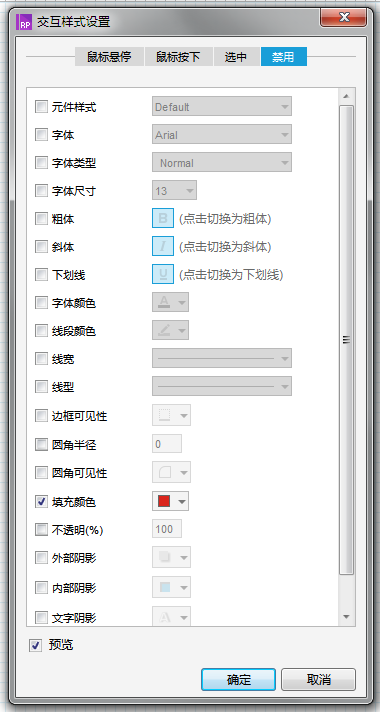 RP 交互样式设置
鼠标悬停 鼠标按下 选中 禁用
元件样式 Default
字体 Arial
字体类型 Normal
字体尺寸 13
粗体 B (点击切换为粗体)
斜体 I (点击切换为斜体)
下划线 U (点击切换为下划线)
字体颜色 A
线段颜色
线宽
线型
边框可见性
圆角半径 0
圆角可见性
填充颜色
不透明(%) 100
外部阴影
内部阴影
文字阴影 A
预览
确定 取消